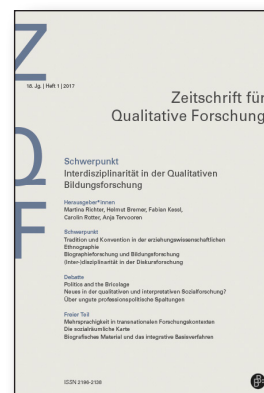 Z
Q
F
18. Jg. | Heft 1 | 2017
Zeitschrift für
Qualitative Forschung
Schwerpunkt
Interdisziplinarität in der Qualitativen
Bildungsforschung
Herausgeber*innen
Martina Richter, Helmut Bremer, Fabian Kessl,
Carolin Rotter, Anja Tervooren
Schwerpunkt
Tradition und Konvention in der erziehungswissenschaftlichen
Ethnographie
Biographieforschung und Bildungsforschung
(Inter-)disziplinarität in der Diskursforschung
Debatte
Politics and the Bricolage
Neues in der qualitativen und interpretativen Sozialforschung?
Über ungute professionspolitische Spaltungen
Freier Teil
Mehrsprachigkeit in transnationalen Forschungskontexten
Die sozialräumliche Karte
Biografisches Material und das integrative Basisverfahren
ISSN 2196-2138